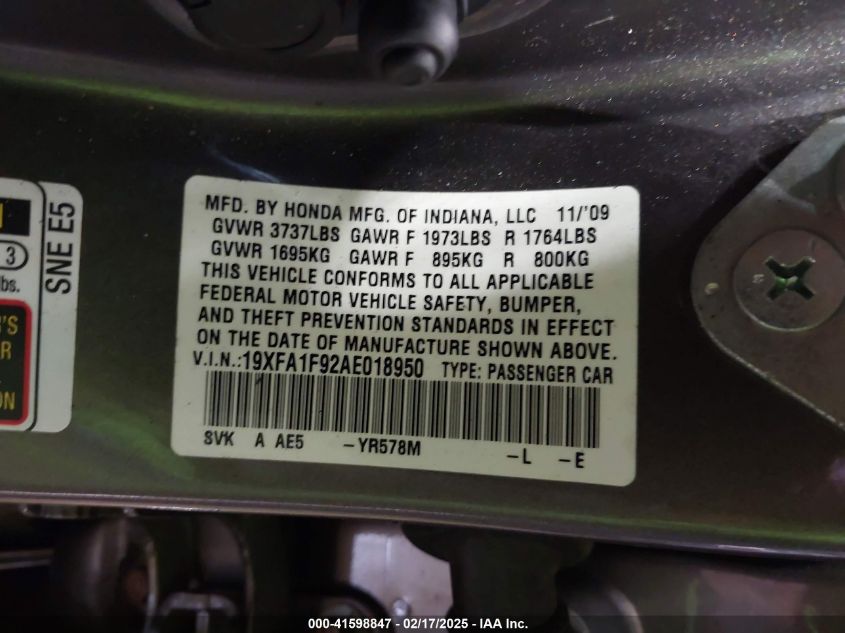 MFD. BY HONDA MFG. OF INDIANA, LLC 11/'09
GVWR 3737LBS GAWR F 1973LBS R 1764LBS
GVWR 1695KG GAWR F 895KG R 800KG
THIS VEHICLE CONFORMS TO ALL APPLICABLE
FEDERAL MOTOR VEHICLE SAFETY, BUMPER,
AND THEFT PREVENTION STANDARDS IN EFFECT
ON THE DATE OF MANUFACTURE SHOWN ABOVE.
V.I.N.:19XFA1F92AE018950 TYPE: PASSENGER CAR
SVK A AE5 -YR578M -L -E
SNE E5
3
lbs.
000-41598847 / 02/17/2025 - IAA Inc.